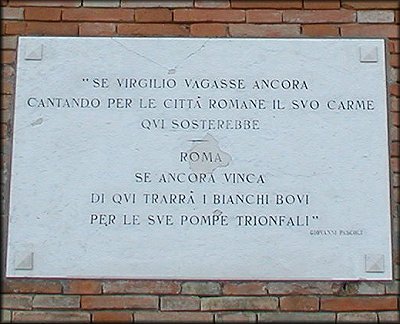 "SE VIRGILIO VAGASSE ANCORA
CANTANDO PER LE CITTÀ ROMANE IL SVO CARME
QVI SOSTEREBBE
ROMA
SE ANCORA VINCA
DI QVI TRARRÀ I BIANCHI BOVI
PER LE SVE POMPE TRIONFALI"
GIOVANNI PASCOLI